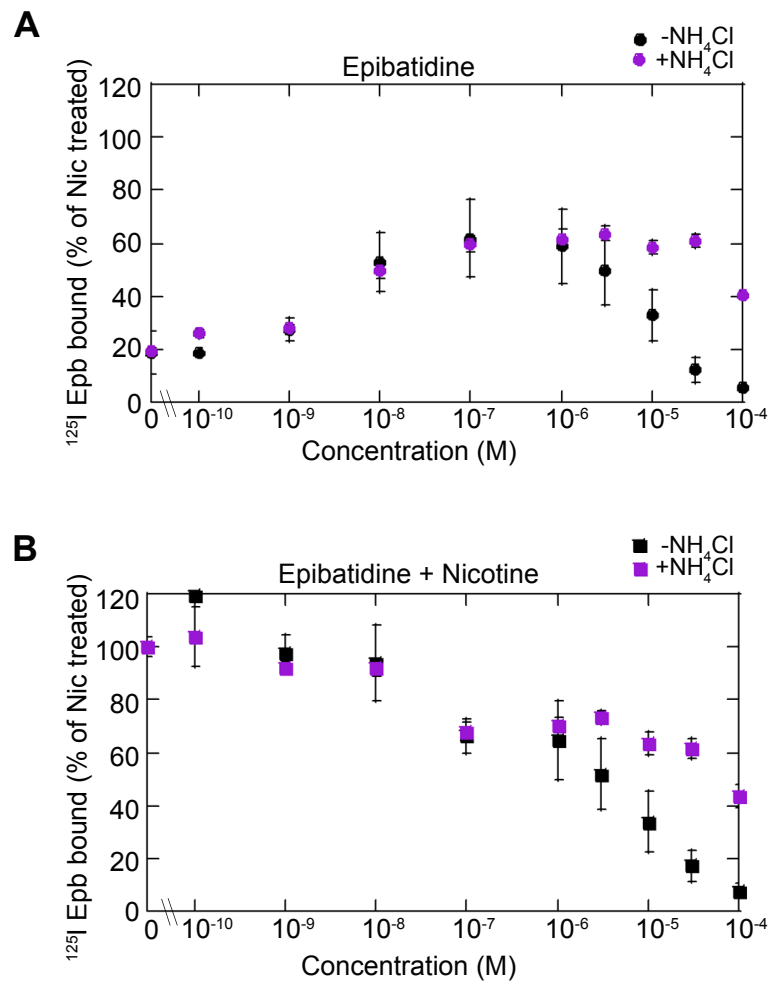 A
-NH₄Cl
+NH₄Cl
Epibatidine
¹²⁵I Epb bound (% of Nic treated)
120
100
80
60
40
20
0
0 10⁻¹⁰ 10⁻⁹ 10⁻⁸ 10⁻⁷ 10⁻⁶ 10⁻⁵ 10⁻⁴
Concentration (M)
B
-NH₄Cl
+NH₄Cl
Epibatidine + Nicotine
¹²⁵I Epb bound (% of Nic treated)
120
100
80
60
40
20
0
0 10⁻¹⁰ 10⁻⁹ 10⁻⁸ 10⁻⁷ 10⁻⁶ 10⁻⁵ 10⁻⁴
Concentration (M)